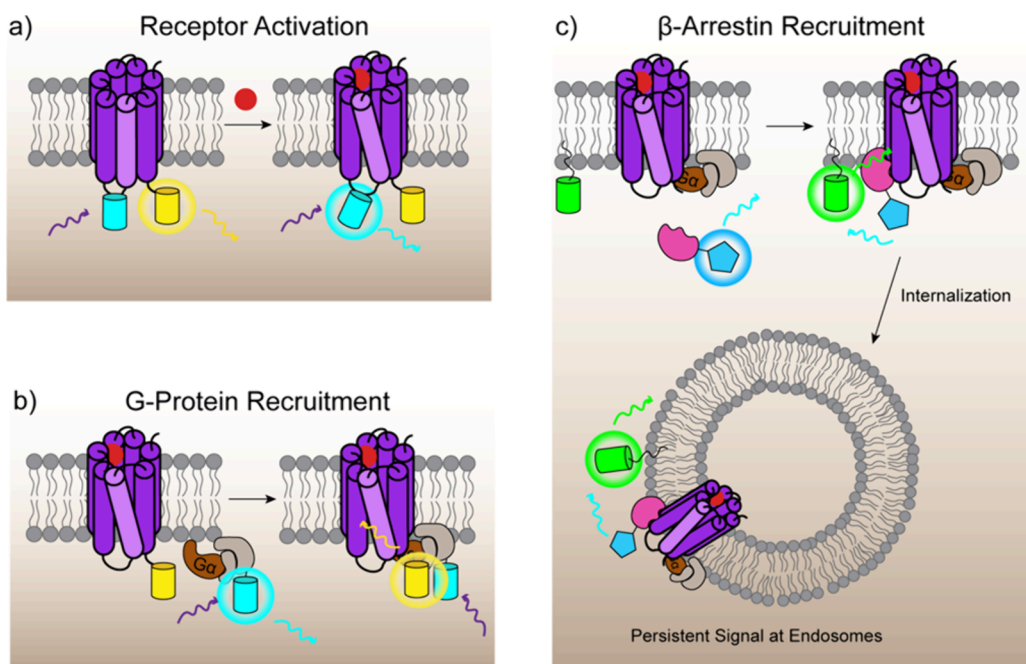 a) Receptor Activation
b) G-Protein Recruitment
Gα
c) β-Arrestin Recruitment
Gα
Gα
Internalization
Persistent Signal at Endosomes